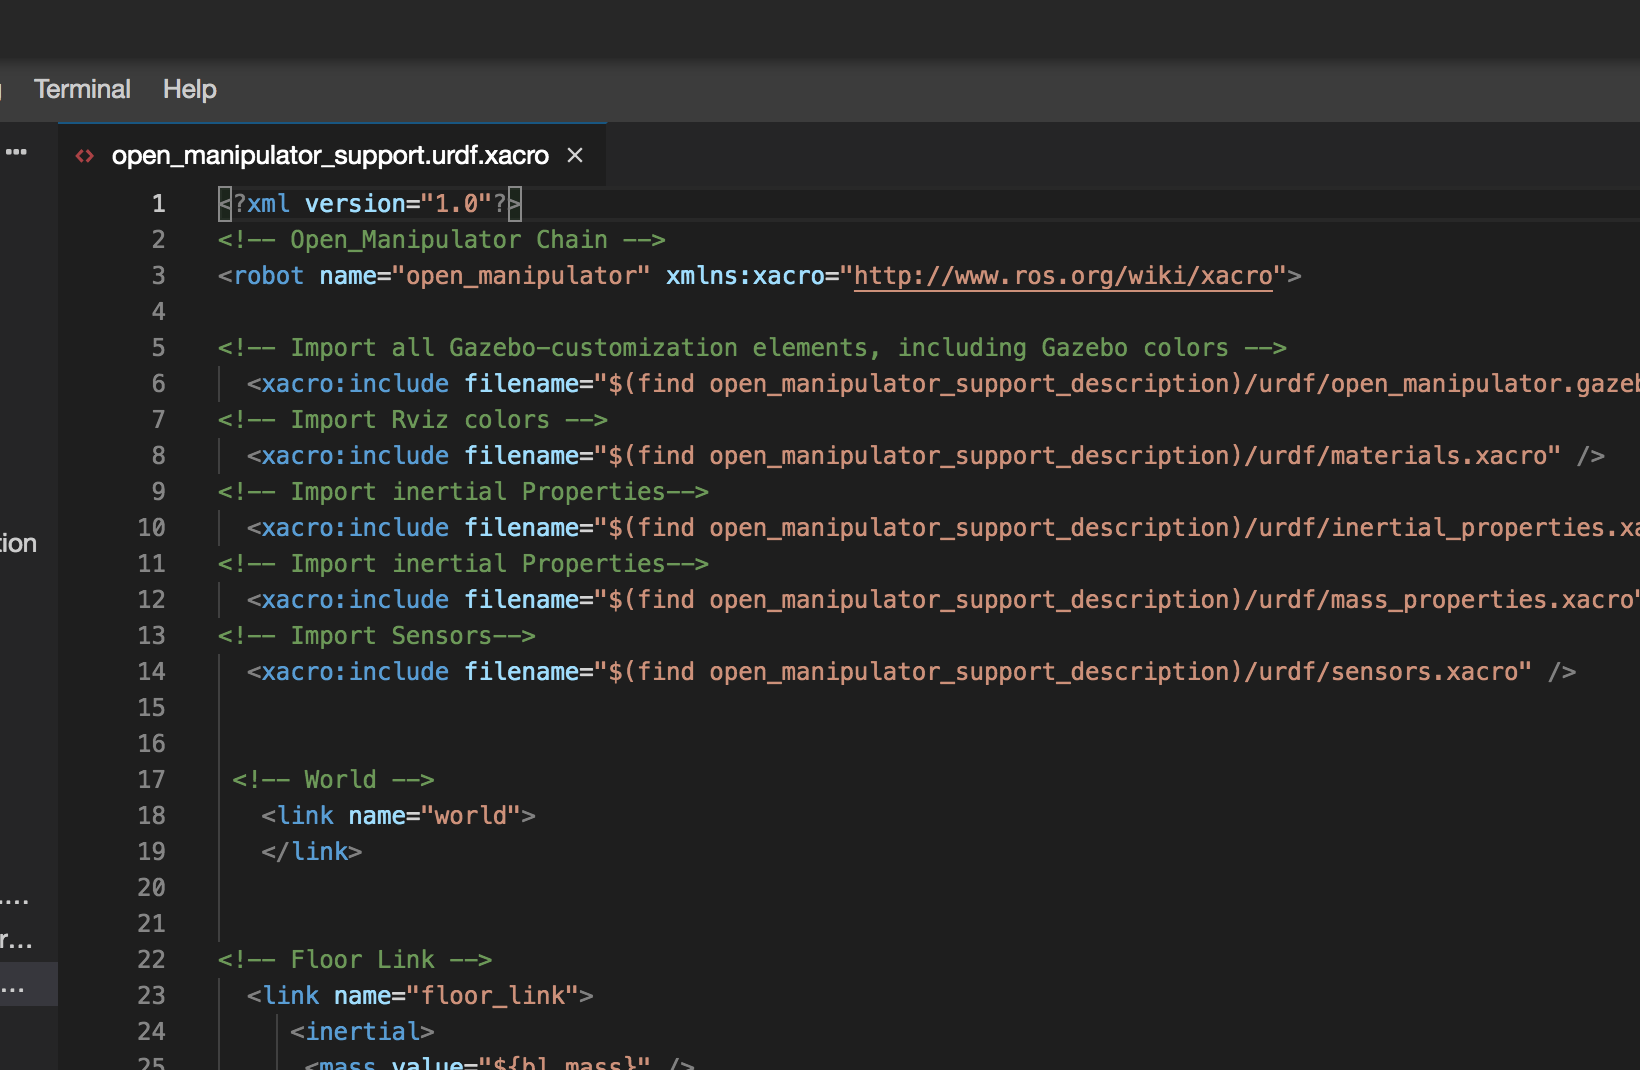 Terminal Help
open_manipulator_support.urdf.xacro
1 <?xml version="1.0"?>
2 <!-- Open_Manipulator Chain -->
3 <robot name="open_manipulator" xmlns:xacro="http://www.ros.org/wiki/xacro">
4
5 <!-- Import all Gazebo-customization elements, including Gazebo colors -->
6 <xacro:include filename="$(find open_manipulator_support_description)/urdf/open_manipulator.gazeb
7 <!-- Import Rviz colors -->
8 <xacro:include filename="$(find open_manipulator_support_description)/urdf/materials.xacro" />
9 <!-- Import inertial Properties-->
10 <xacro:include filename="$(find open_manipulator_support_description)/urdf/inertial_properties.xa
tion
11 <!-- Import inertial Properties-->
12 <xacro:include filename="$(find open_manipulator_support_description)/urdf/mass_properties.xacro"
13 <!-- Import Sensors-->
14 <xacro:include filename="$(find open_manipulator_support_description)/urdf/sensors.xacro" />
15
16
17 <!-- World -->
18 <link name="world">
19 </link>
20
21
r...
22 <!-- Floor Link -->
23 <link name="floor_link">
24 <inertial>
25 <mass value="${bl_mass}" />